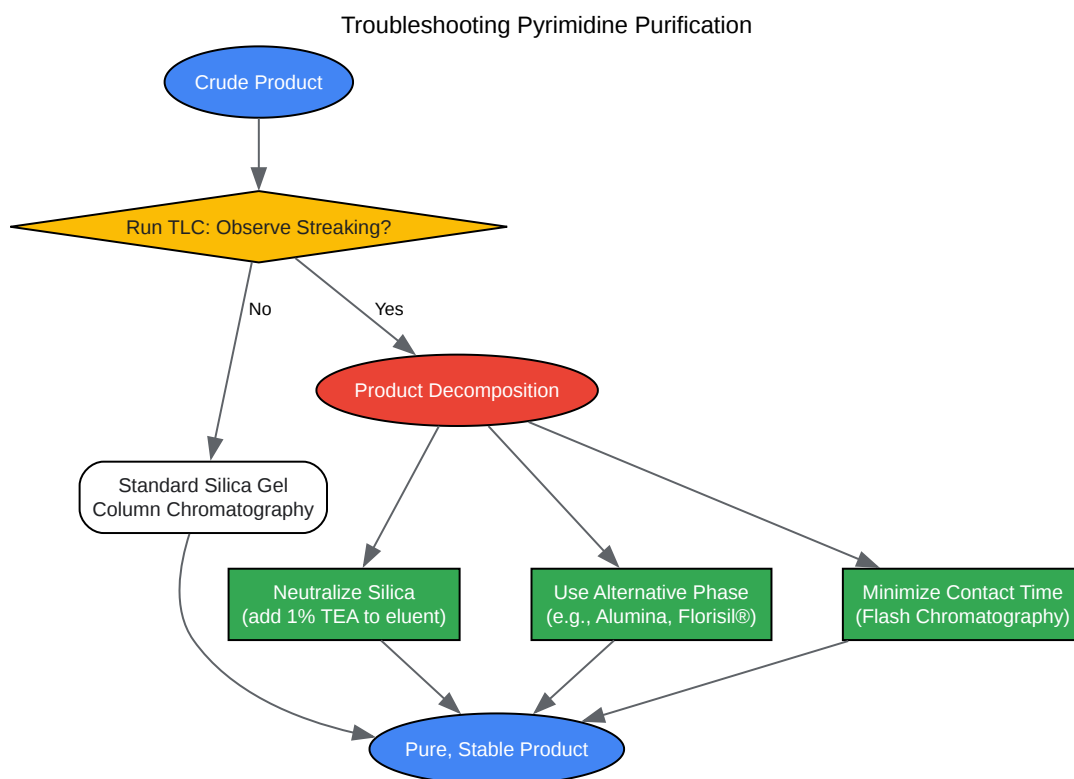 Troubleshooting Pyrimidine Purification
Crude Product
Run TLC: Observe Streaking?
No
Yes
Product Decomposition
Standard Silica Gel
Column Chromatography
Neutralize Silica
(add 1% TEA to eluent)
Use Alternative Phase
(e.g., Alumina, Florisil®)
Minimize Contact Time
(Flash Chromatography)
Pure, Stable Product